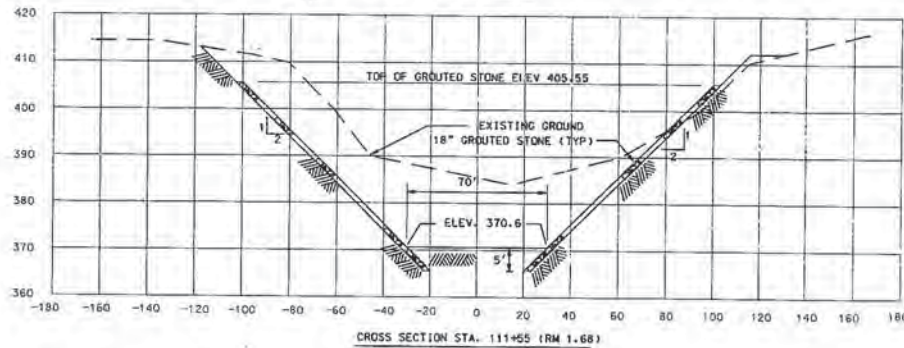 420
410
TOP OF GROUTED STONE ELEV 405.55
400
1
2
EXISTING GROUND
18" GROUTED STONE (TYP)
1
2
390
70'
380
ELEV. 370.6
370
5'
360
-180 -160 -140 -120 -100 -80 -60 -40 -20 0 20 40 60 80 100 120 140 160 180
CROSS SECTION STA. 111+55 (RM 1.68)